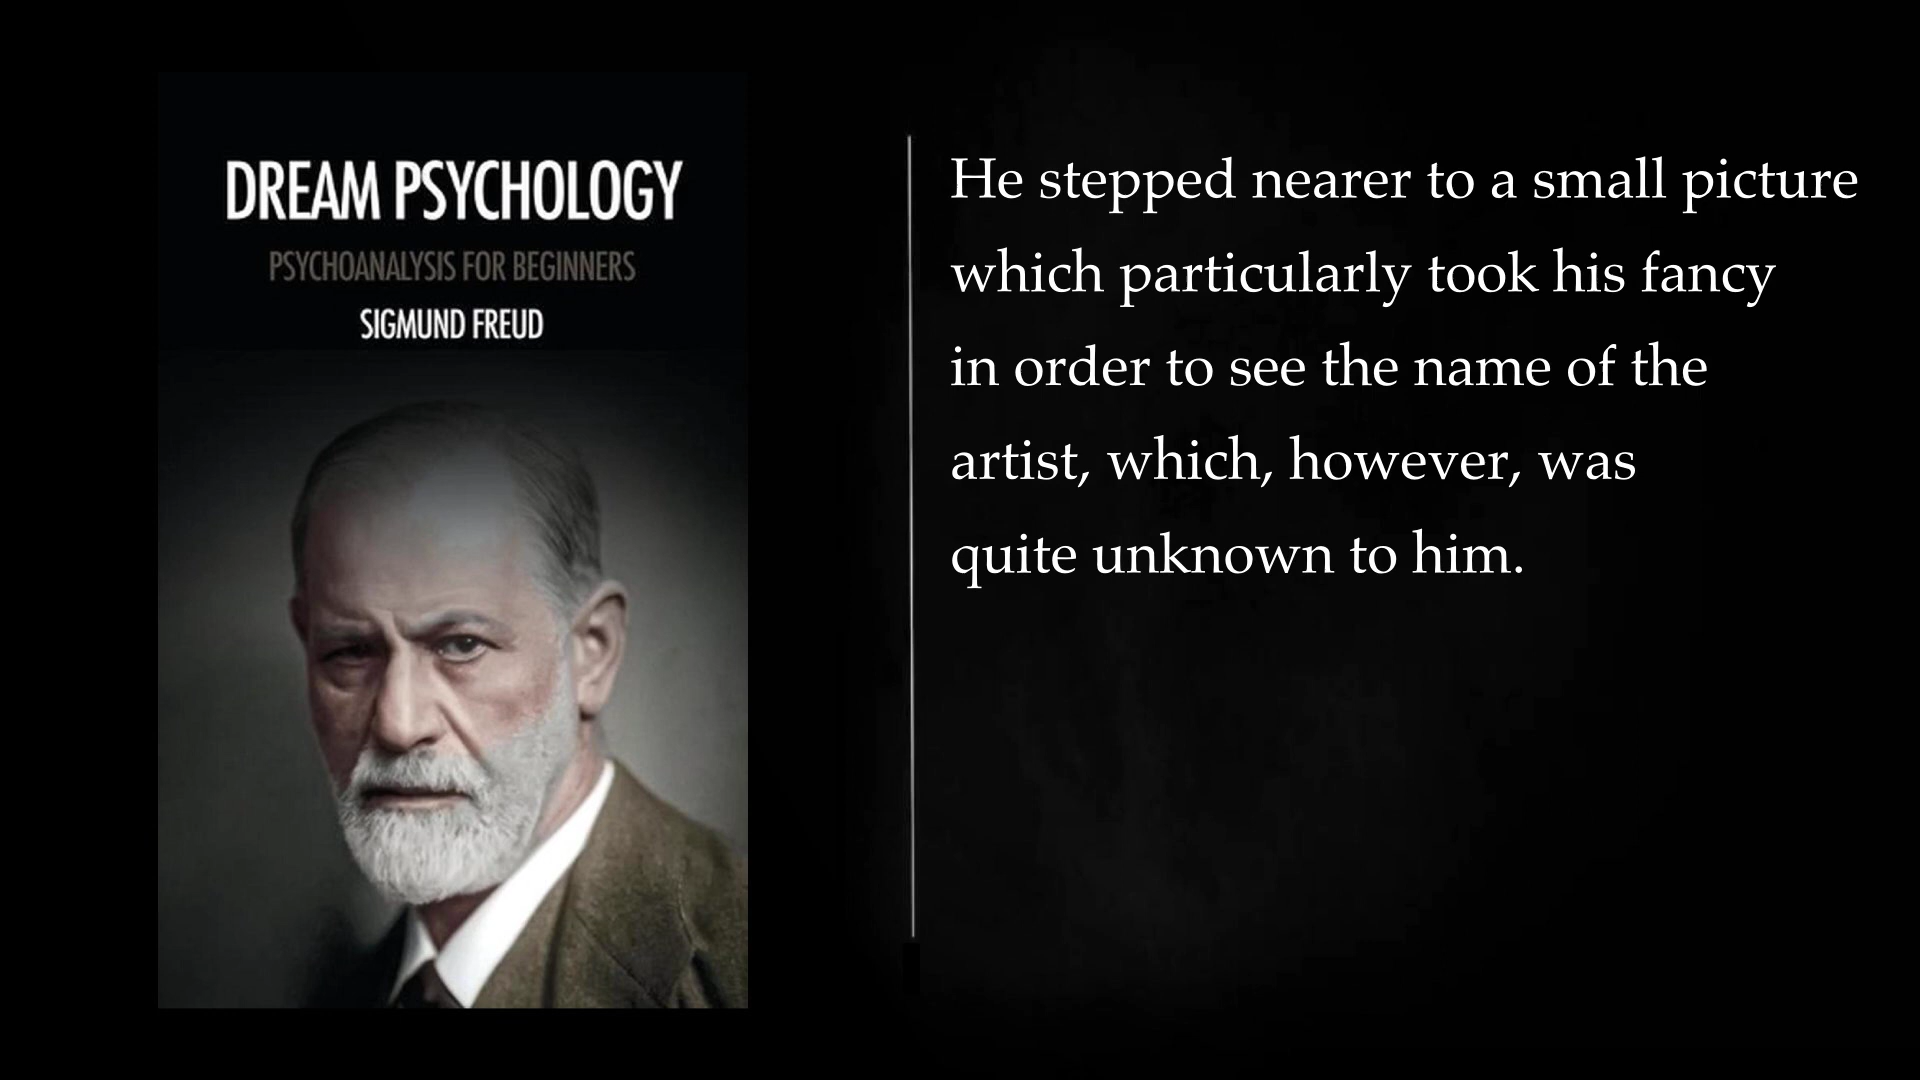 DREAM PSYCHOLOGY
PSYCHOANALYSIS FOR BEGINNERS
SIGMUND FREUD
He stepped nearer to a small picture
which particularly took his fancy
in order to see the name of the
artist, which, however, was
quite unknown to him.